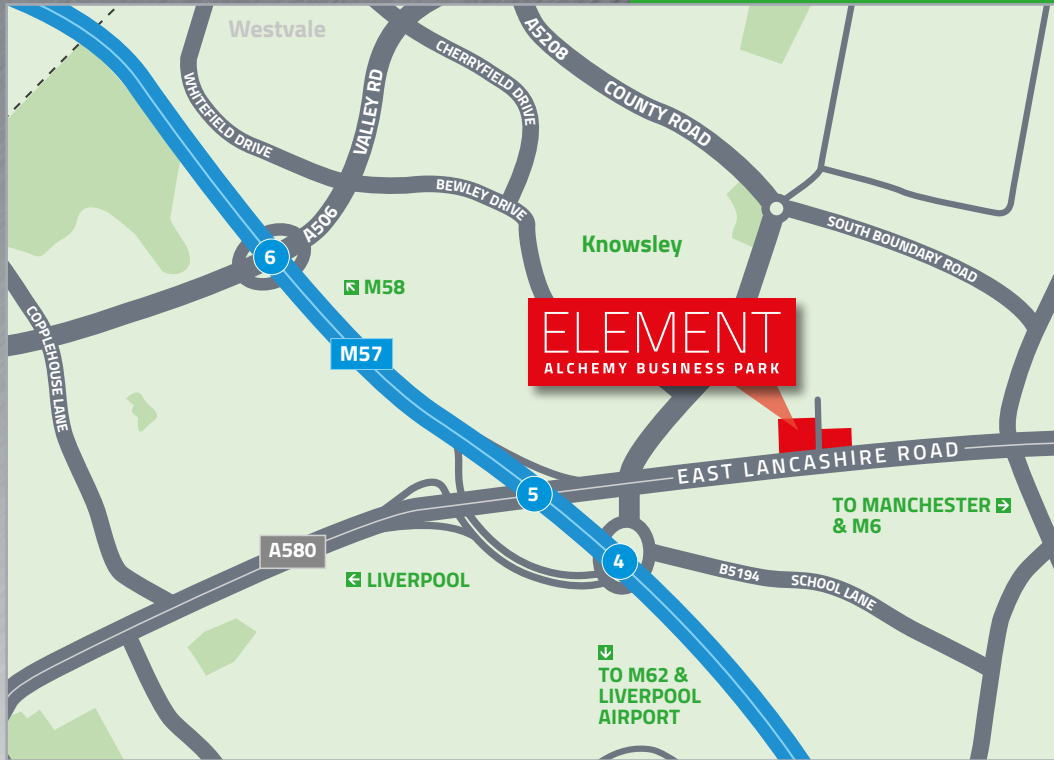 Westvale
A5208
COUNTY ROAD
CHERRYFIELD DRIVE
VALLEY RD
WHITEFIELD DRIVE
BEWLEY DRIVE
A506
SOUTH BOUNDARY ROAD
Knowsley
6
M58
COPPLEHOUSE LANE
M57
ELEMENT
ALCHEMY BUSINESS PARK
EAST LANCASHIRE ROAD
5
TO MANCHESTER
& M6
A580
4
LIVERPOOL
B5194
SCHOOL LANE
TO M62 &
LIVERPOOL
AIRPORT